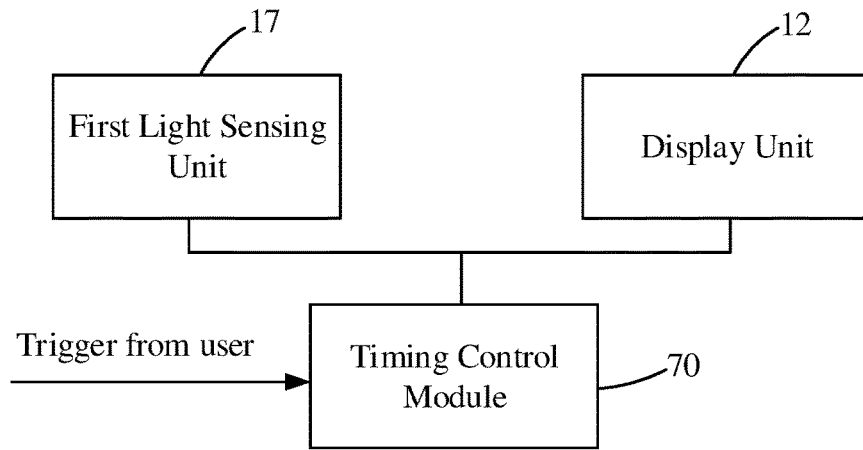 17
12
First Light Sensing
Unit
Display Unit
Trigger from user
Timing Control
Module
70